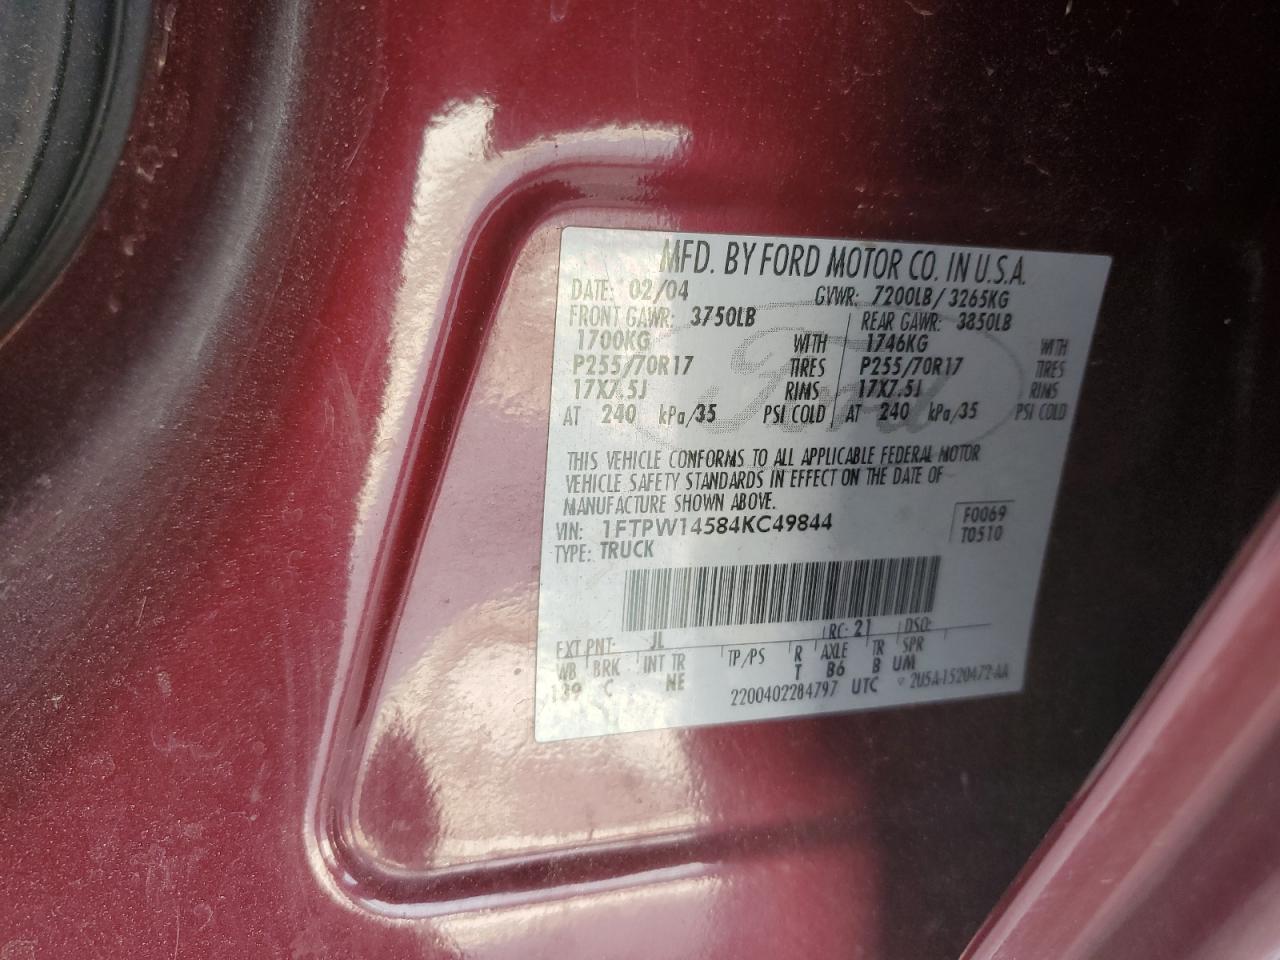 MFD. BY FORD MOTOR CO. IN U.S.A.
DATE: 02/04 GVWR: 7200LB/ 3265KG
FRONT GAWR: 3750LB REAR GAWR: 3850LB
1700KG WITH 1746KG WITH
P255/70R17 TIRES P255/70R17 TIRES
17X7.5J RIMS 17X7.5J RIMS
AT 240 kPa/35 PSI COLD AT 240 kPa/35 PSI COLD
Ford
THIS VEHICLE CONFORMS TO ALL APPLICABLE FEDERAL MOTOR
VEHICLE SAFETY STANDARDS IN EFFECT ON THE DATE OF
MANUFACTURE SHOWN ABOVE.
VIN: 1FTPW14584KC49844 F0069
TYPE: TRUCK T0510
EXT PNT: JL RC: 21 DSO:
WB BRK INT TR TP/PS R AXLE TR SPR
139 C NE T B6 B UM
2200402284797 UTC 2U5A-1520472-AA